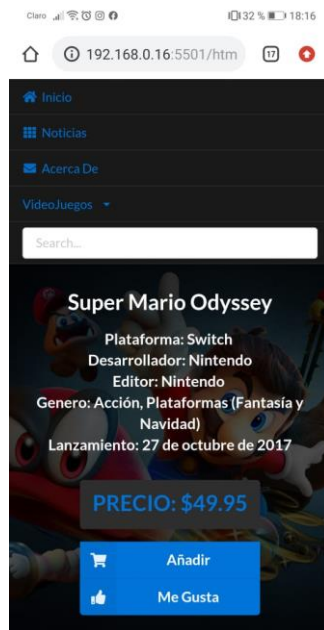 Claro 32 % 18:16
192.168.0.16:5501/htm 17
Inicio
Noticias
Acerca De
VideoJuegos
Search...
Super Mario Odyssey
Plataforma: Switch
Desarrollador: Nintendo
Editor: Nintendo
Genero: Acción, Plataformas (Fantasía y
Navidad)
Lanzamiento: 27 de octubre de 2017
PRECIO: $49.95
Añadir
Me Gusta